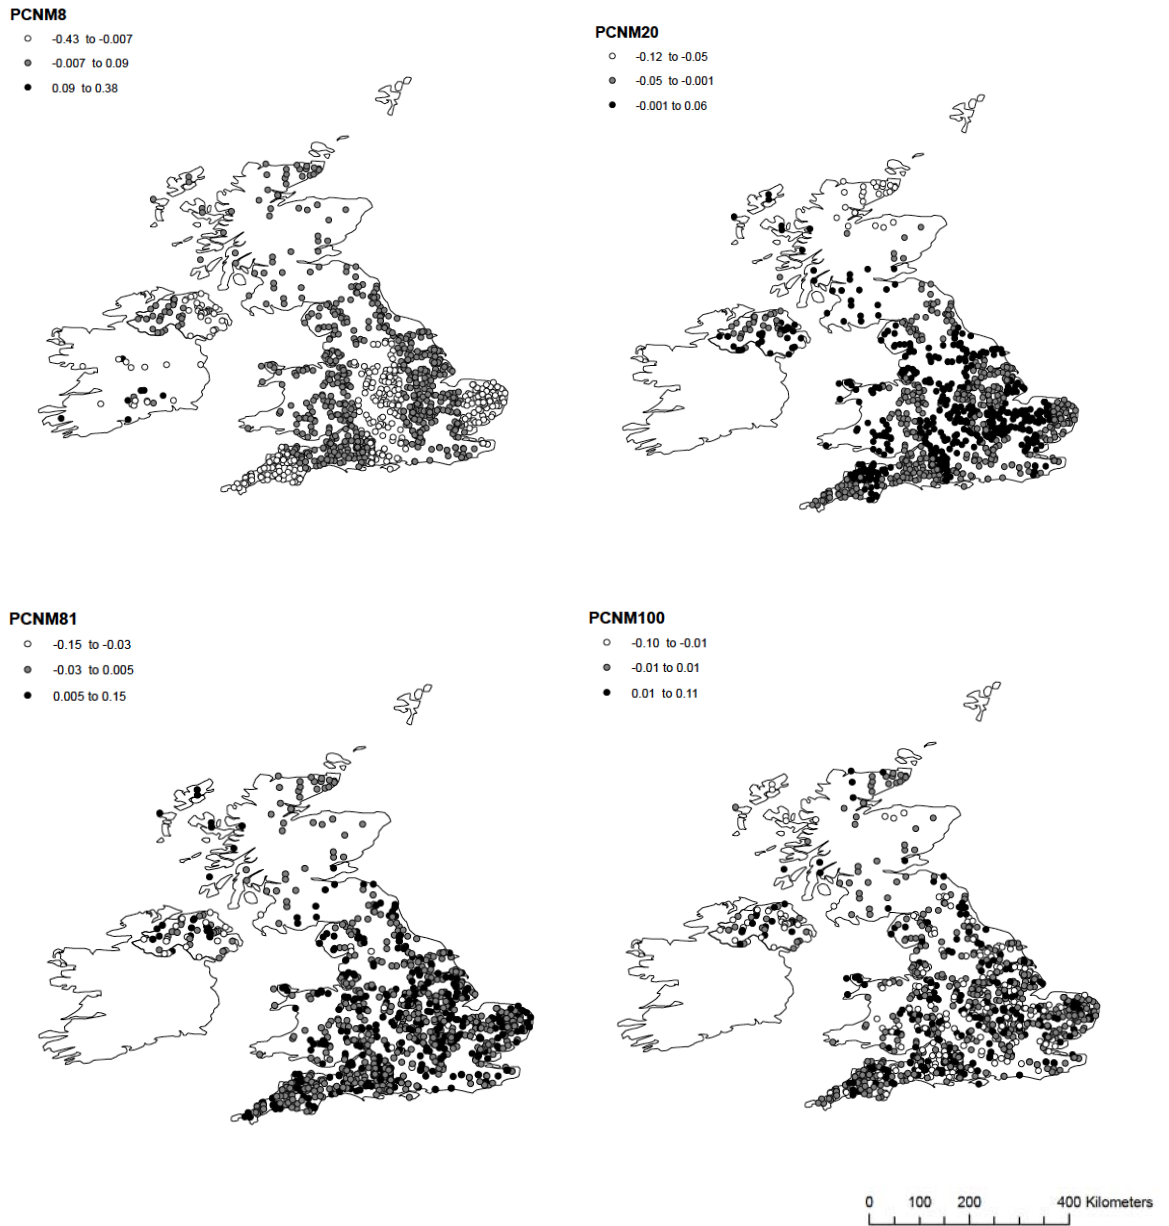 PCNM8
-0.43 to -0.007
-0.007 to 0.09
0.09 to 0.38
PCNM20
-0.12 to -0.05
-0.05 to -0.001
-0.001 to 0.06
PCNM81
-0.15 to -0.03
-0.03 to 0.005
0.005 to 0.15
PCNM100
-0.10 to -0.01
-0.01 to 0.01
0.01 to 0.11
0 100 200 400 Kilometers